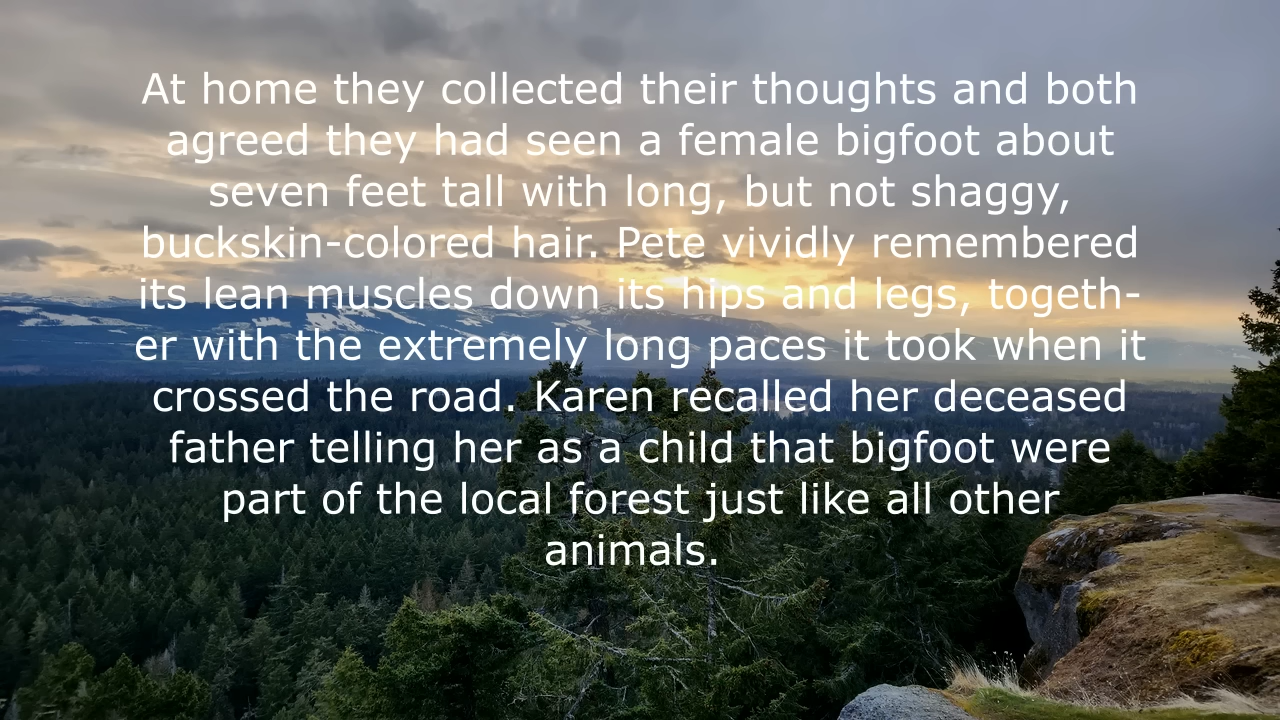 At home they collected their thoughts and both
agreed they had seen a female bigfoot about
seven feet tall with long, but not shaggy,
buckskin-colored hair. Pete vividly remembered
its lean muscles down its hips and legs, togeth-
er with the extremely long paces it took when it
crossed the road. Karen recalled her deceased
father telling her as a child that bigfoot were
part of the local forest just like all other
animals.